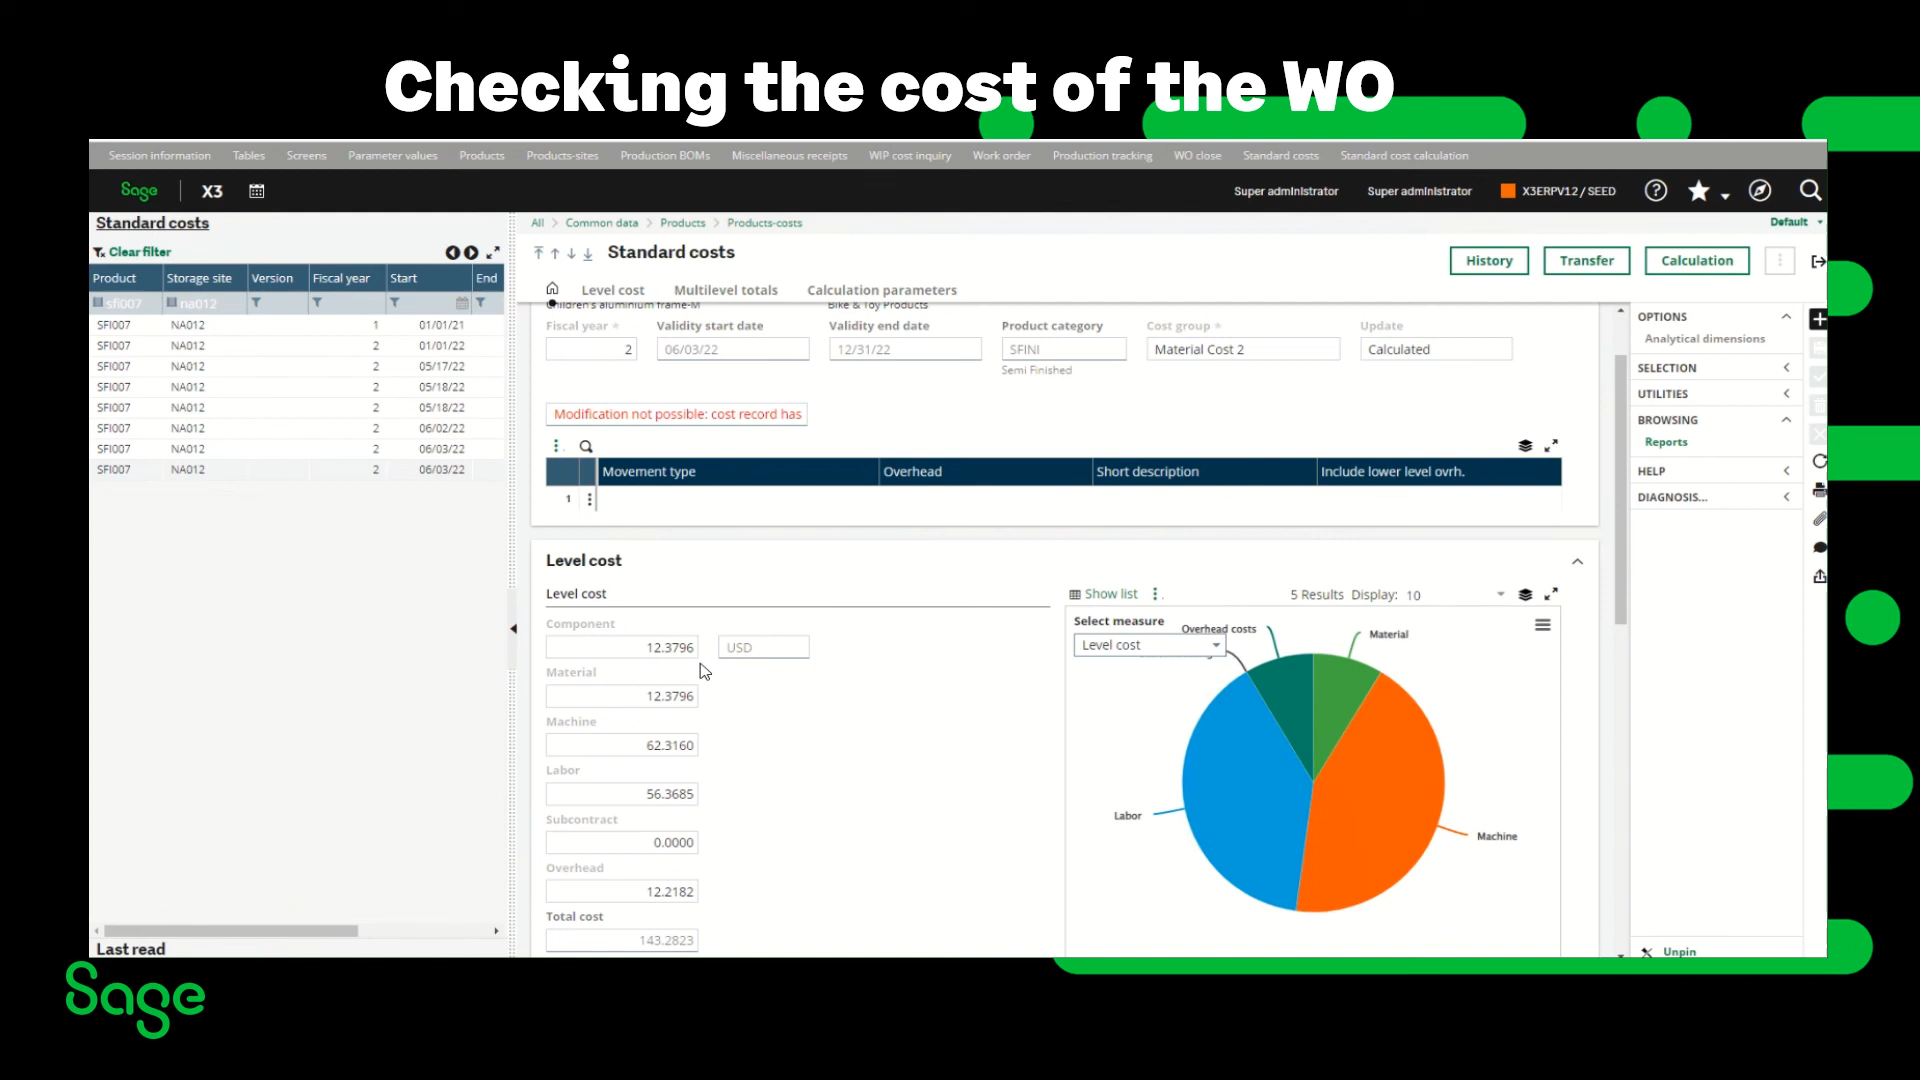 Checking the cost of the WO
Session information Tables Screens Parameter values Products Products-sites Production BOMs Miscellaneous receipts WIP cost inquiry Work order Production tracking WO close Standard costs Standard cost calculation
Sage X3 Super administrator Super administrator X3ERPV12 / SEED
Standard costs
Clear filter
Product Storage site Version Fiscal year Start End
sfi007 na012
SFI007 NA012 1 01/01/21
SFI007 NA012 2 01/01/22
SFI007 NA012 2 05/17/22
SFI007 NA012 2 05/18/22
SFI007 NA012 2 05/18/22
SFI007 NA012 2 06/02/22
SFI007 NA012 2 06/03/22
SFI007 NA012 2 06/03/22
Last read
All > Common data > Products > Products-costs
Default
Standard costs
History Transfer Calculation
Level cost Multilevel totals Calculation parameters
Children's aluminium frame-M Bike & Toy Products
Fiscal year * Validity start date Validity end date Product category Cost group * Update
2 06/03/22 12/31/22 SFINI Material Cost 2 Calculated
Semi Finished
Modification not possible: cost record has
Movement type Overhead Short description Include lower level ovrh.
1
Level cost
Level cost
Component
12.3796 USD
Material
12.3796
Machine
62.3160
Labor
56.3685
Subcontract
0.0000
Overhead
12.2182
Total cost
143.2823
Show list 5 Results Display: 10
Select measure
Level cost
Overhead costs
Material
Labor
Machine
OPTIONS
Analytical dimensions
SELECTION
UTILITIES
BROWSING
Reports
HELP
DIAGNOSIS...
Unpin
Sage